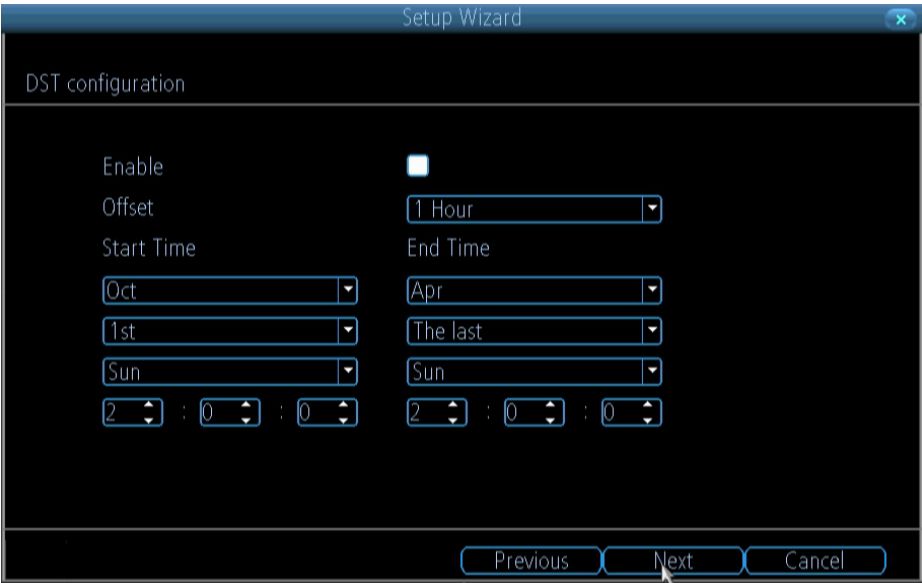 Setup Wizard
DST configuration
Enable
Offset 1 Hour
Start Time End Time
Oct Apr
1st The last
Sun Sun
2 : 0 : 0 2 : 0 : 0
Previous Next Cancel